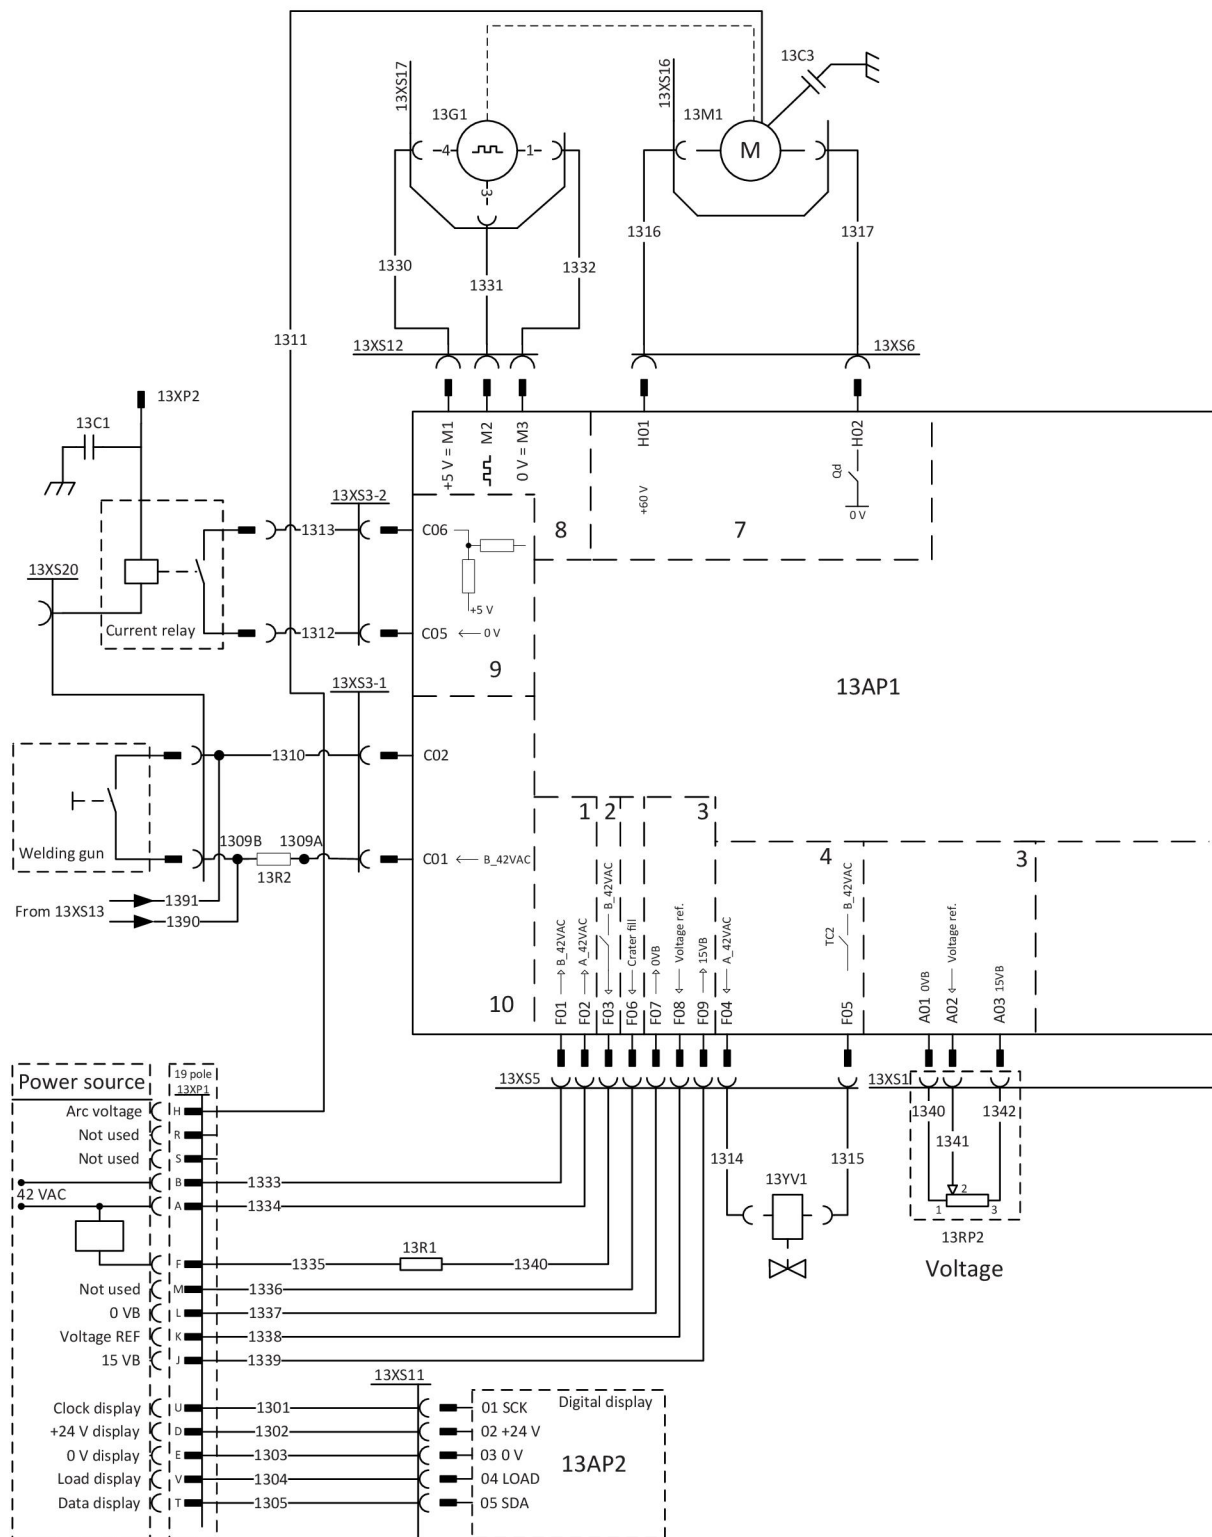 1311
13XS17
13G1
4
1
3
13XS16
13M1
M
13C3
1330
1331
1332
1316
1317
13XS12
13XS6
13XP2
13C1
+5 V = M1
M2
0 V = M3
H01
+60 V
H02
Qd
0 V
8
7
13XS3-2
1313
C06
+5 V
13XS20
Current relay
1312
C05
0 V
9
13XS3-1
13AP1
1310
C02
Welding gun
1309B
1309A
13R2
C01
B_42VAC
From 13XS13
1391
1390
10
1
2
3
4
3
F01
B_42VAC
F02
A_42VAC
F03
B_42VAC
F06
Crater fill
F07
0VB
F08
Voltage ref.
F09
15VB
F04
A_42VAC
F05
TC2
B_42VAC
A01 0VB
A02
Voltage ref.
A03 15VB
13XS5
13XS1
1340
1341
1342
1
2
3
13RP2
Voltage
1314
1315
13YV1
Power source
19 pole
13XP1
Arc voltage
H
Not used
R
Not used
S
B
1333
42 VAC
A
1334
F
1335
13R1
1340
Not used
M
1336
0 VB
L
1337
Voltage REF
K
1338
15 VB
J
1339
13XS11
Clock display
U
1301
01 SCK
Digital display
+24 V display
D
1302
02 +24 V
0 V display
E
1303
03 0 V
13AP2
Load display
V
1304
04 LOAD
Data display
T
1305
05 SDA